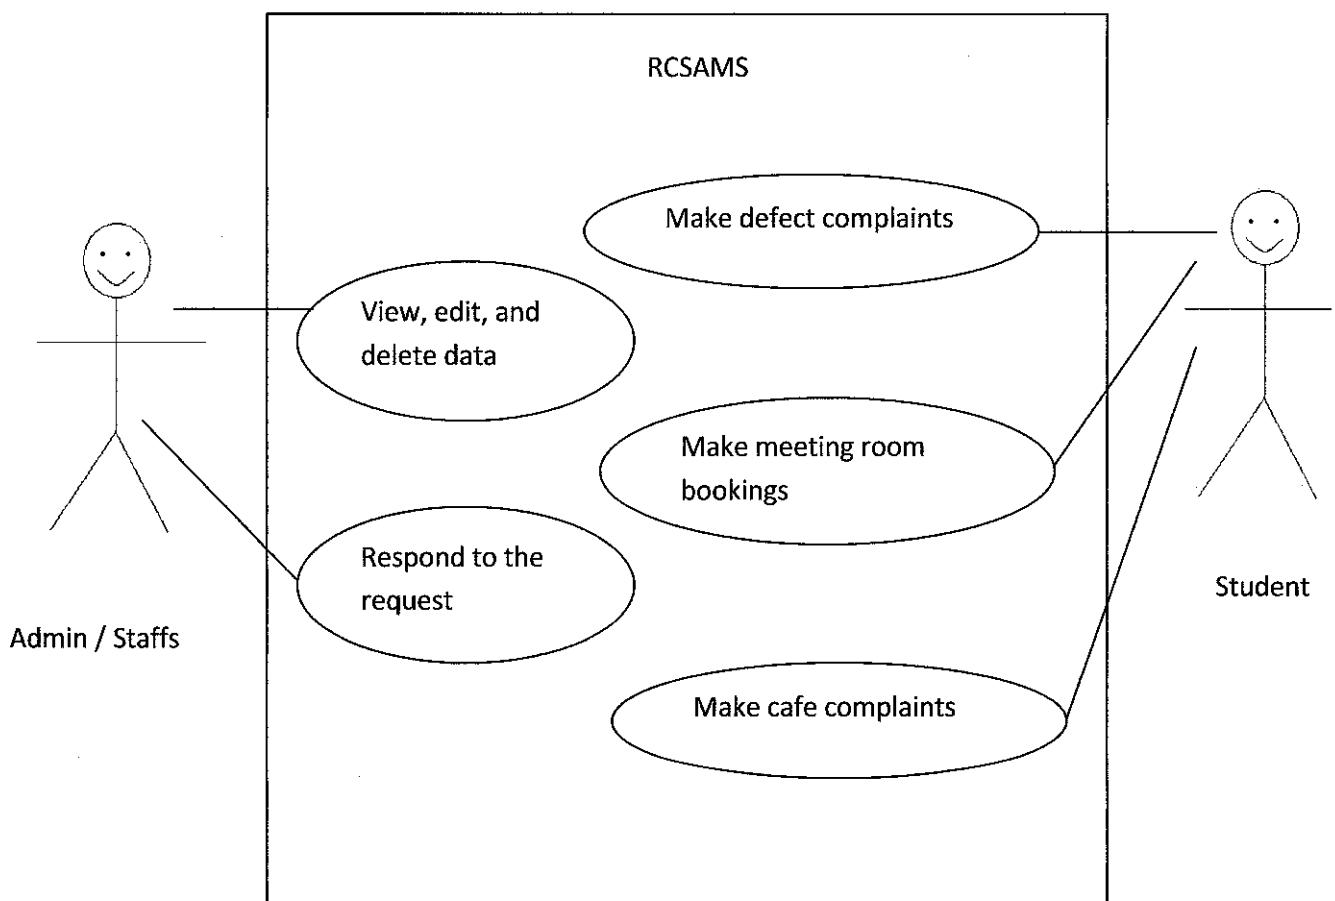 RCSAMS
Make defect complaints
View, edit, and
delete data
Make meeting room
bookings
Respond to the
request
Student
Admin / Staffs
Make cafe complaints